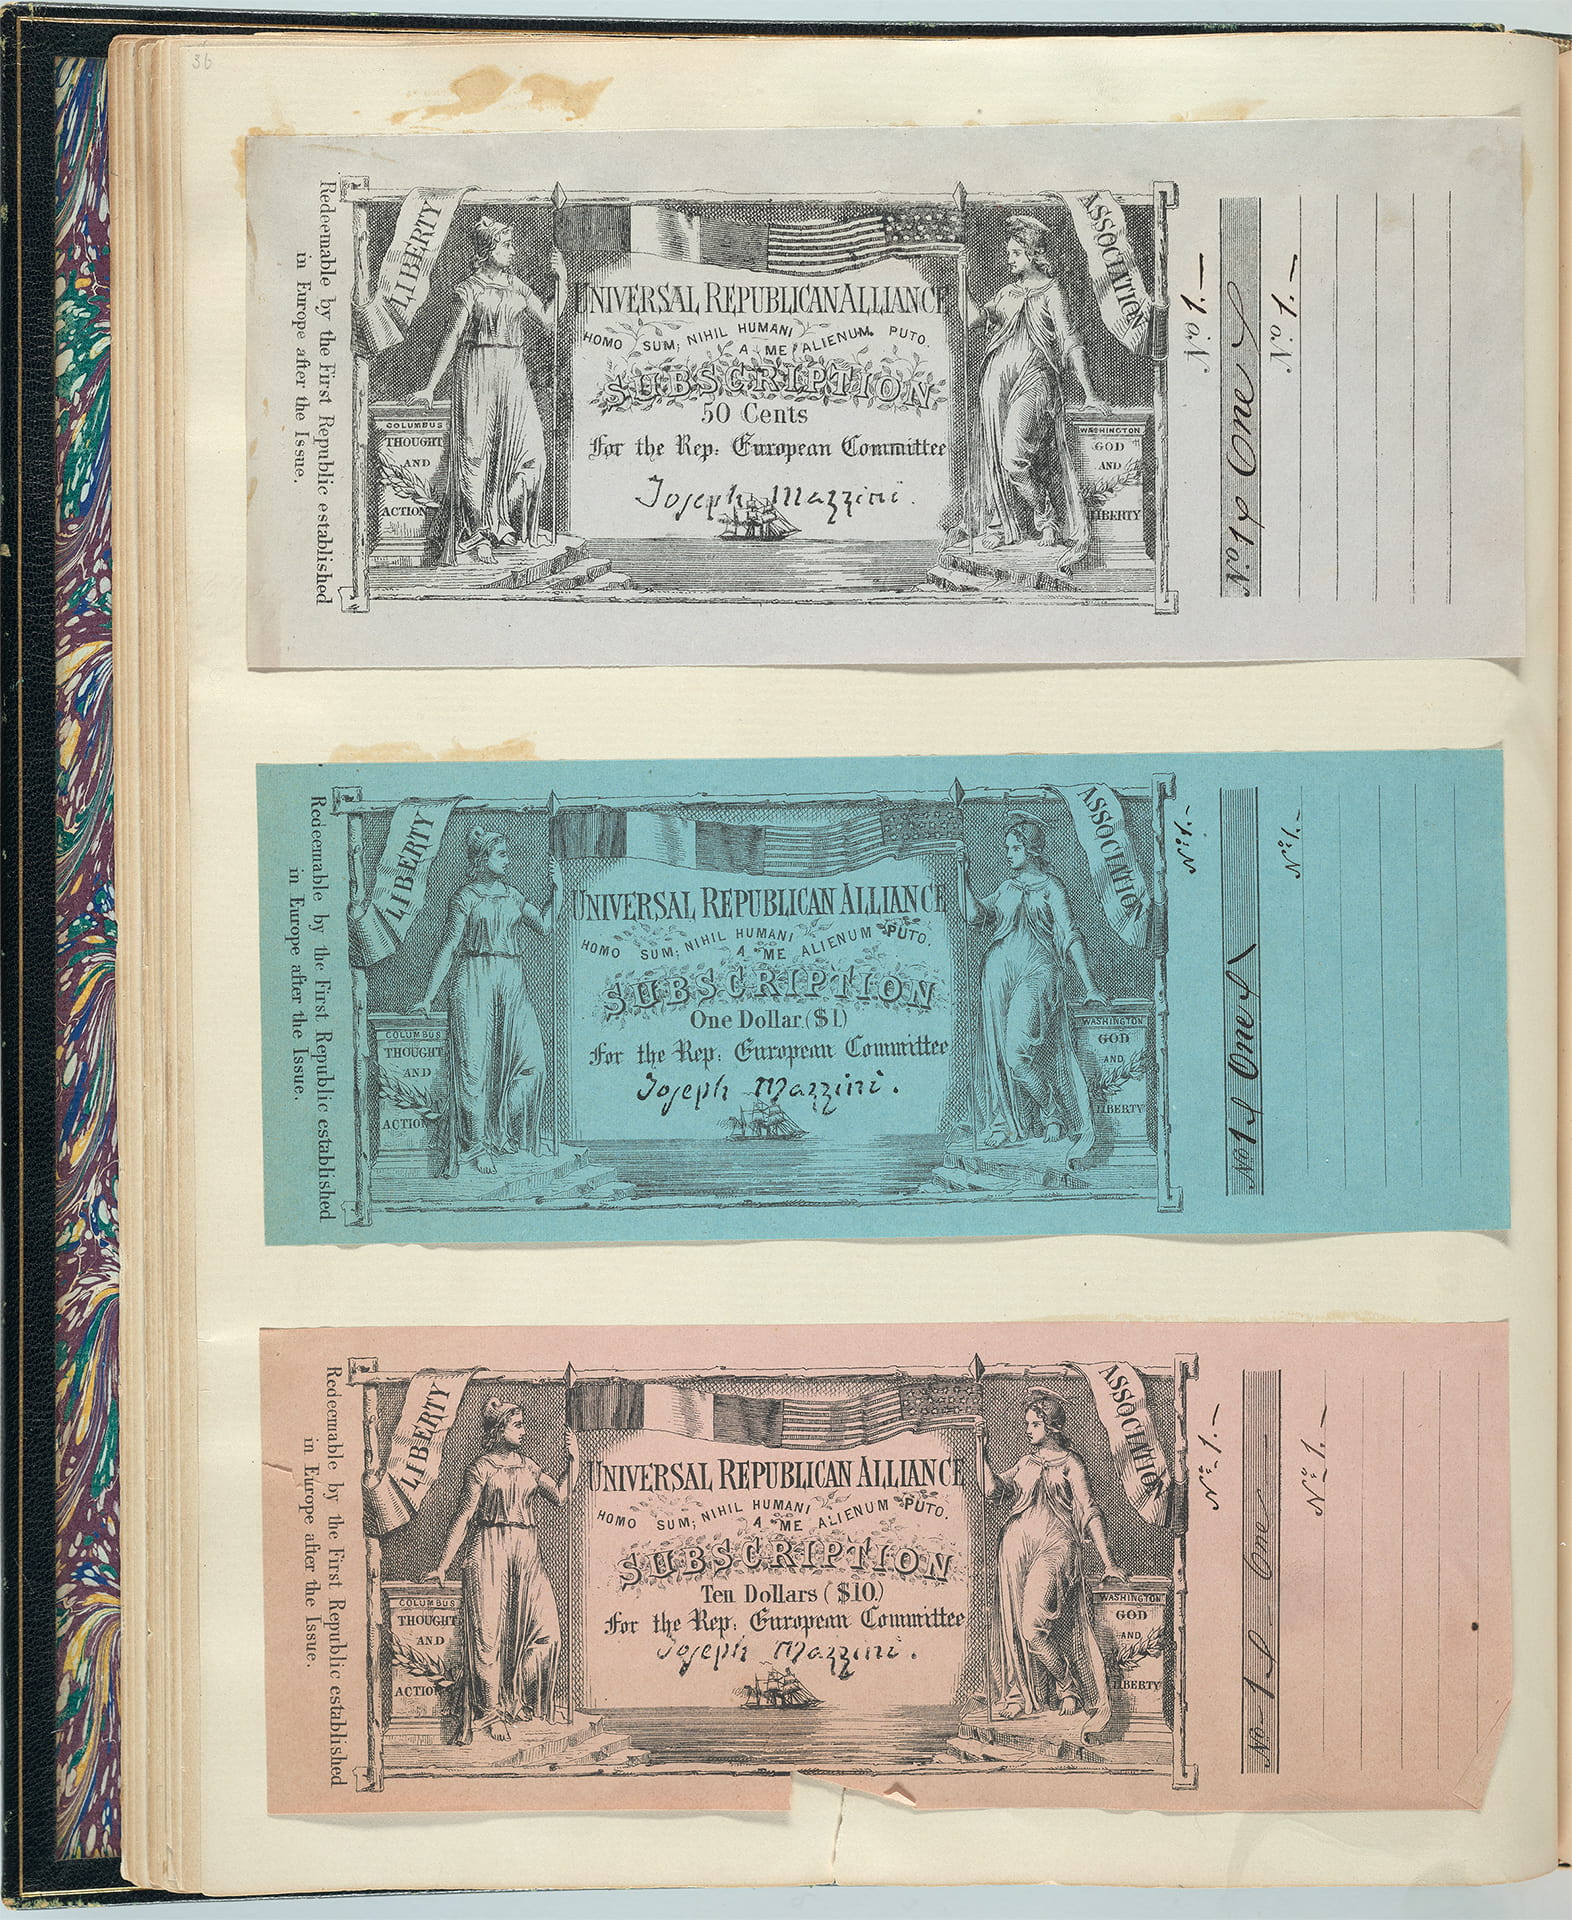 36
Redeemable by the First Republic established
in Europe after the Issue.
LIBERTY
ASSOCIATION
UNIVERSAL REPUBLICAN ALLIANCE
HOMO SUM; NIHIL HUMANI
A ME ALIENUM PUTO.
SUBSCRIPTION
50 Cents
For the Rep: European Committee
Joseph Mazzini.
COLUMBUS
THOUGHT
AND
ACTION
WASHINGTON
GOD
AND
LIBERTY
No. 1.—
No. 1 One
No. 1.—
Redeemable by the First Republic established
in Europe after the Issue.
LIBERTY
ASSOCIATION
UNIVERSAL REPUBLICAN ALLIANCE
HOMO SUM; NIHIL HUMANI
A ME ALIENUM PUTO.
SUBSCRIPTION
One Dollar ($1.)
For the Rep: European Committee
Joseph Mazzini.
COLUMBUS
THOUGHT
AND
ACTION
WASHINGTON
GOD
AND
LIBERTY
No. 1.-
No 1 One
No. 1.-
Redeemable by the First Republic established
in Europe after the Issue.
LIBERTY
ASSOCIATION
UNIVERSAL REPUBLICAN ALLIANCE
HOMO SUM; NIHIL HUMANI
A ME ALIENUM PUTO.
SUBSCRIPTION
Ten Dollars ($10.)
For the Rep: European Committee
Joseph Mazzini.
COLUMBUS
THOUGHT
AND
ACTION
WASHINGTON
GOD
AND
LIBERTY
No. 1.—
No 1 One
No. 1.—